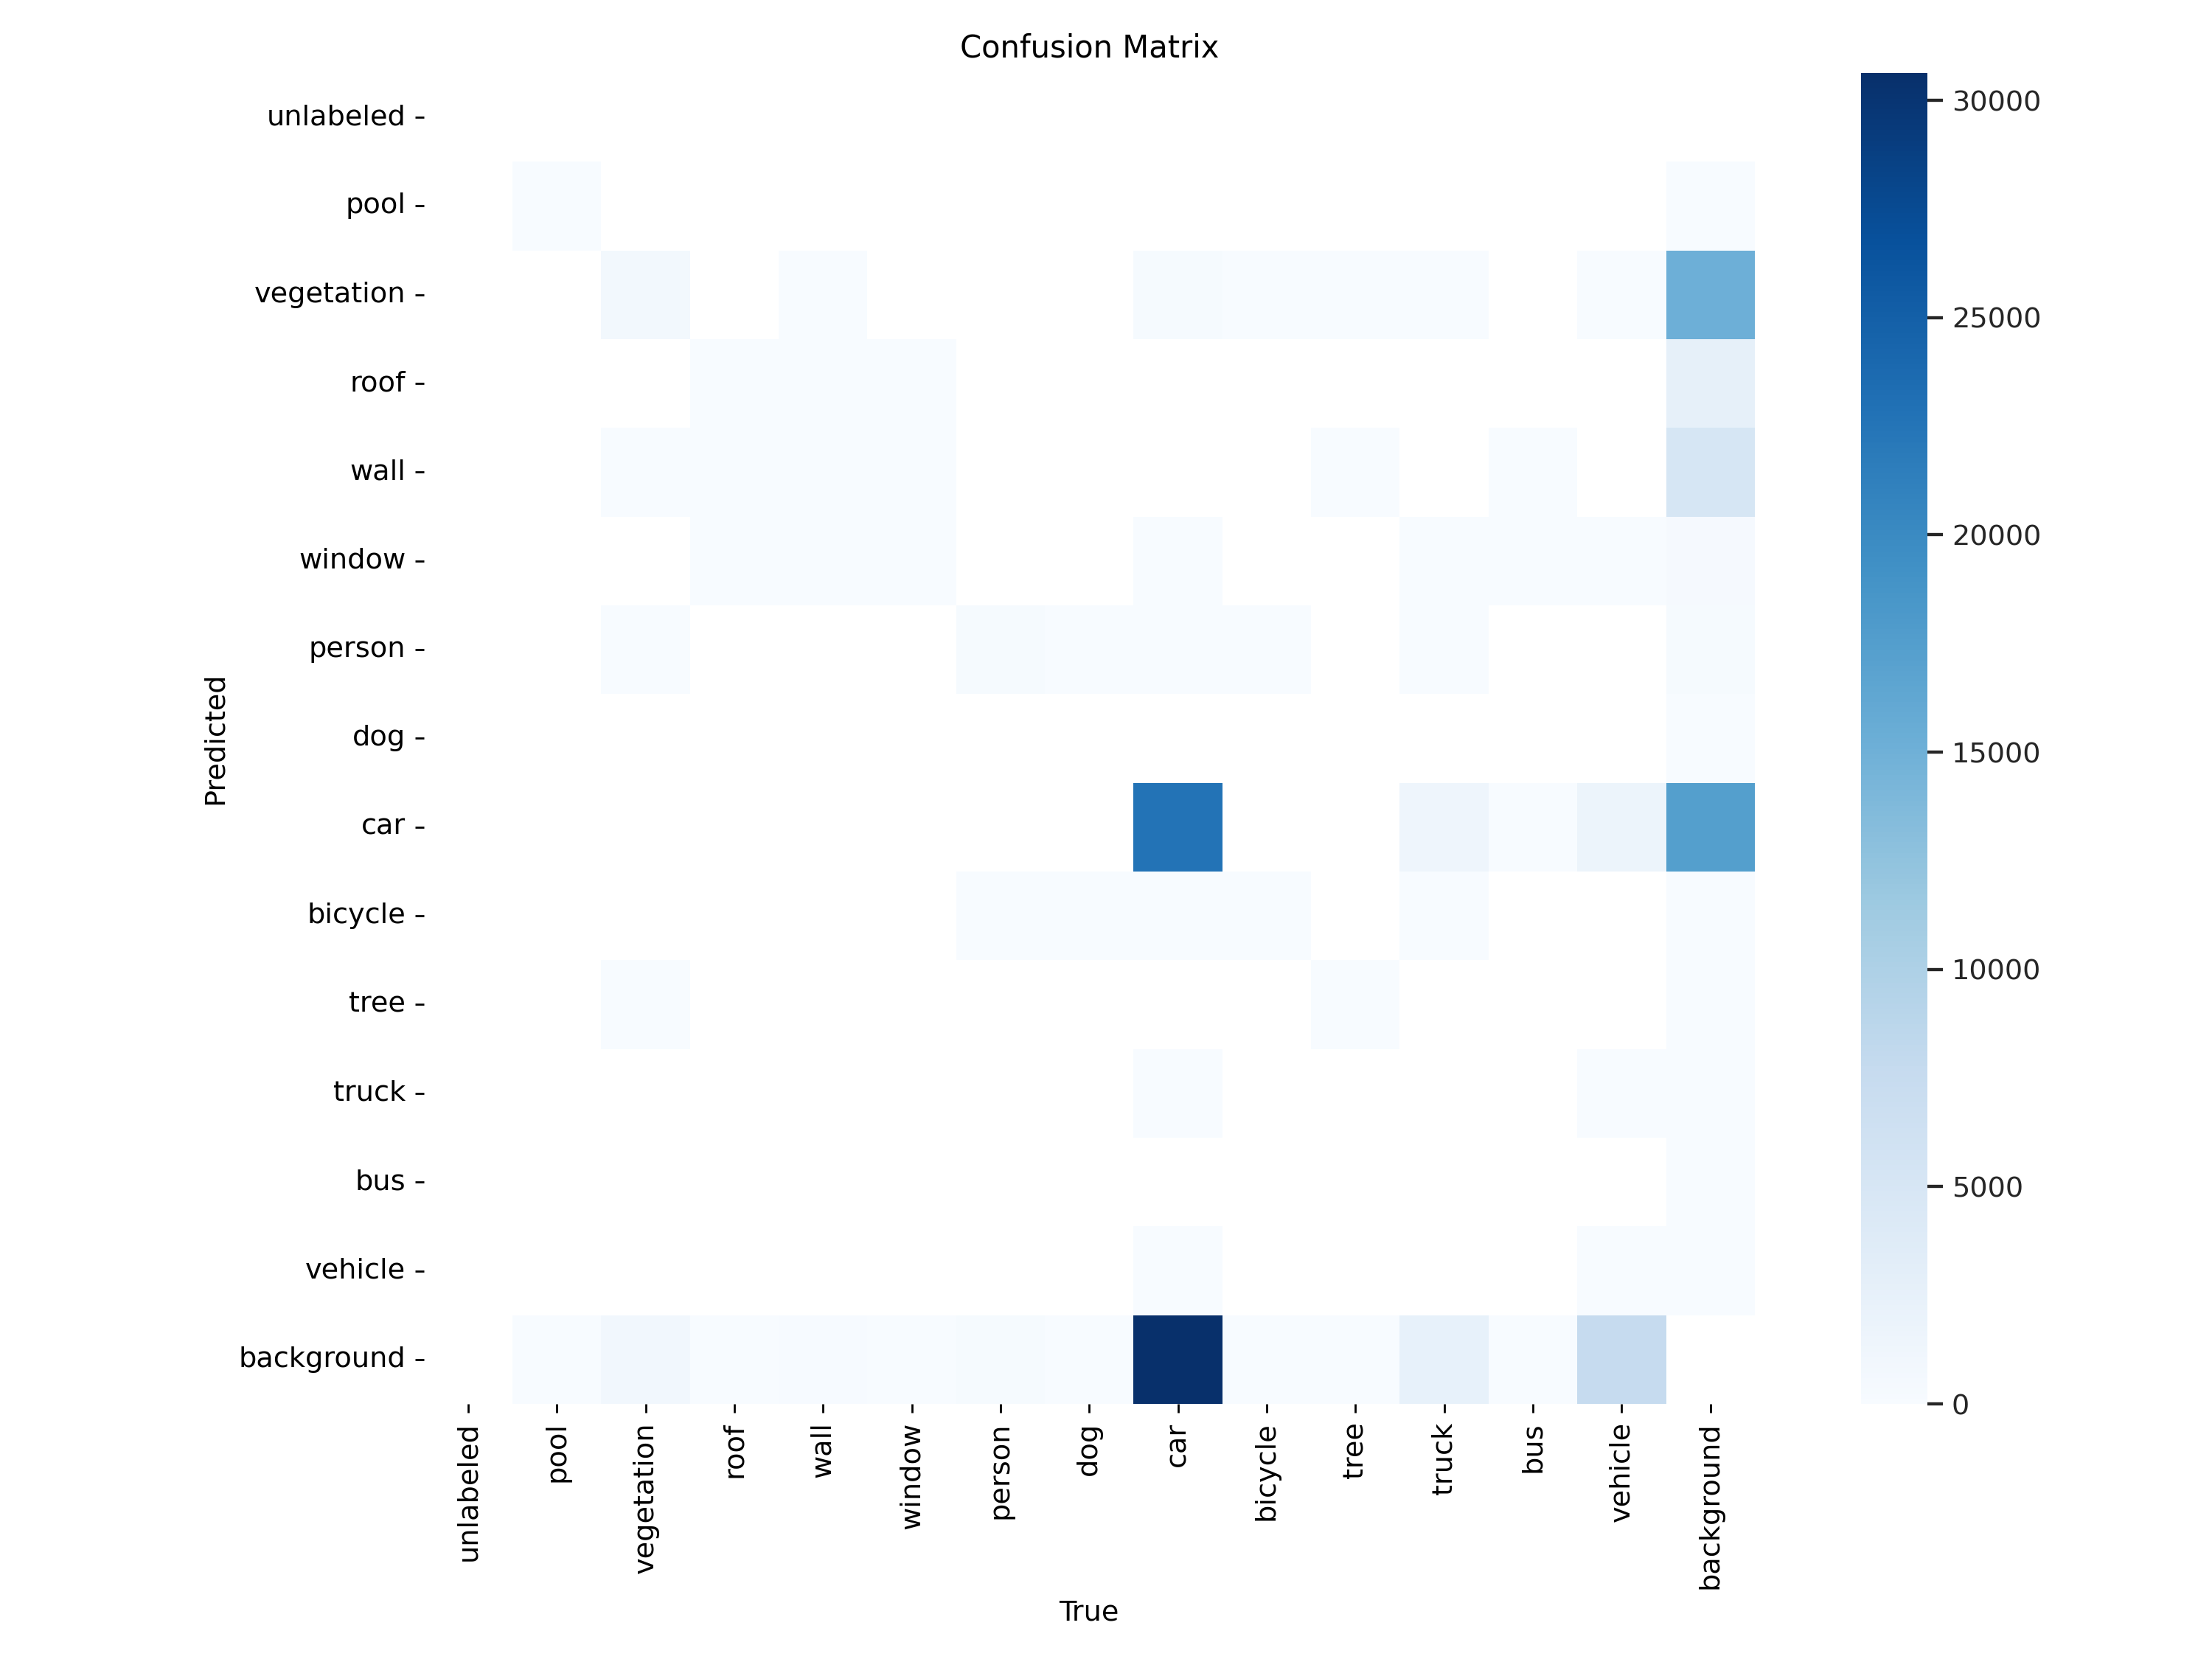 Confusion Matrix
unlabeled
pool
vegetation
roof
wall
window
person
dog
car
bicycle
tree
truck
bus
vehicle
background
Predicted
unlabeled
pool
vegetation
roof
wall
window
person
dog
car
bicycle
tree
truck
bus
vehicle
background
True
30000
25000
20000
15000
10000
5000
0